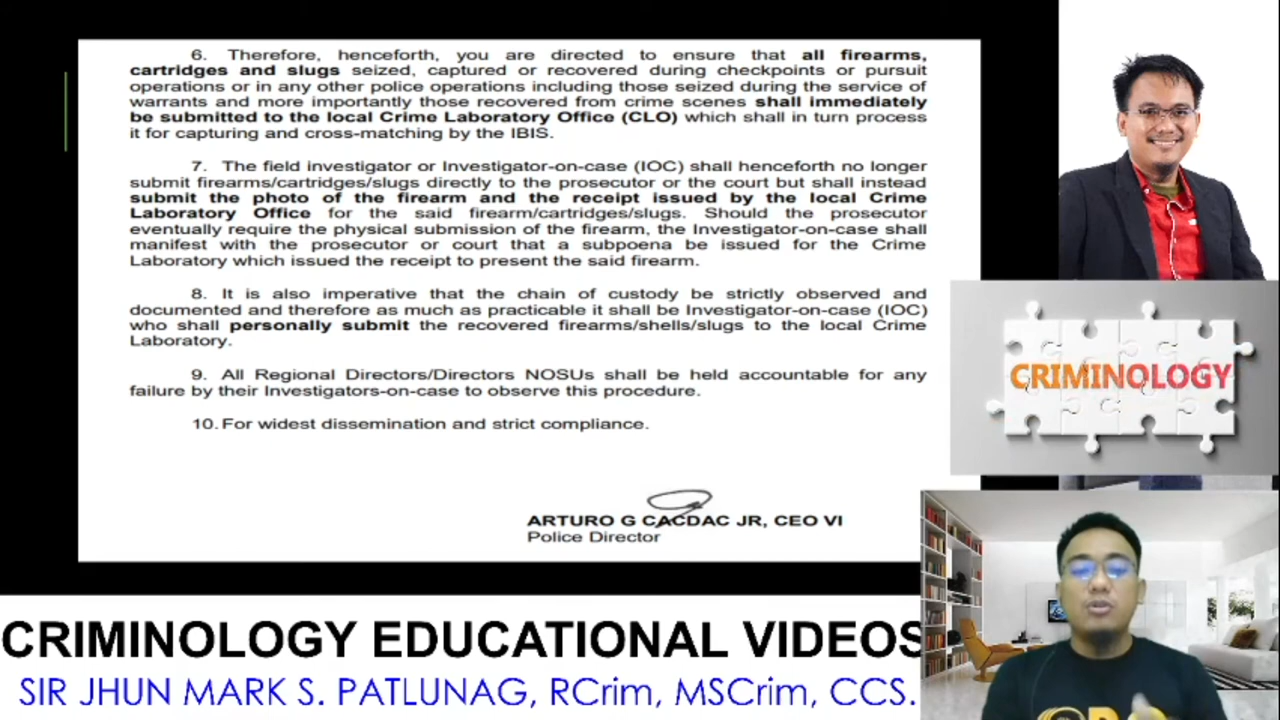 6. Therefore, henceforth, you are directed to ensure that all firearms,
cartridges and slugs seized, captured or recovered during checkpoints or pursuit
operations or in any other police operations including those seized during the service of
warrants and more importantly those recovered from crime scenes shall immediately
be submitted to the local Crime Laboratory Office (CLO) which shall in turn process
it for capturing and cross-matching by the IBIS.
7. The field investigator or Investigator-on-case (IOC) shall henceforth no longer
submit firearms/cartridges/slugs directly to the prosecutor or the court but shall instead
submit the photo of the firearm and the receipt issued by the local Crime
Laboratory Office for the said firearm/cartridges/slugs. Should the prosecutor
eventually require the physical submission of the firearm, the Investigator-on-case shall
manifest with the prosecutor or court that a subpoena be issued for the Crime
Laboratory which issued the receipt to present the said firearm.
8. It is also imperative that the chain of custody be strictly observed and
documented and therefore as much as practicable it shall be Investigator-on-case (IOC)
who shall personally submit the recovered firearms/shells/slugs to the local Crime
Laboratory.
9. All Regional Directors/Directors NOSUs shall be held accountable for any
failure by their Investigators-on-case to observe this procedure.
10. For widest dissemination and strict compliance.
ARTURO G CACDAC JR, CEO VI
Police Director
CRIMINOLOGY
CRIMINOLOGY EDUCATIONAL VIDEOS
SIR JHUN MARK S. PATLUNAG, RCrim, MSCrim, CCS.